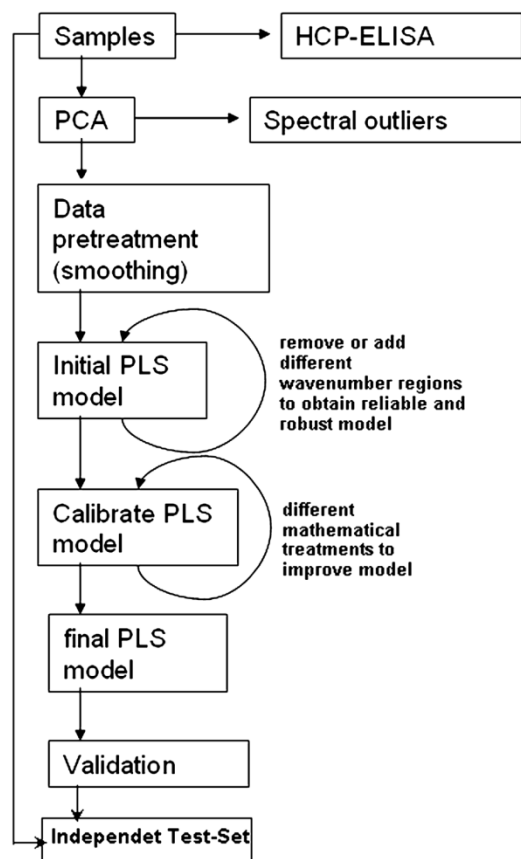 Samples
HCP-ELISA
PCA
Spectral outliers
Data
pretreatment
(smoothing)
Initial PLS
model
remove or add
different
wavenumber regions
to obtain reliable and
robust model
Calibrate PLS
model
different
mathematical
treatments to
improve model
final PLS
model
Validation
Independet Test-Set